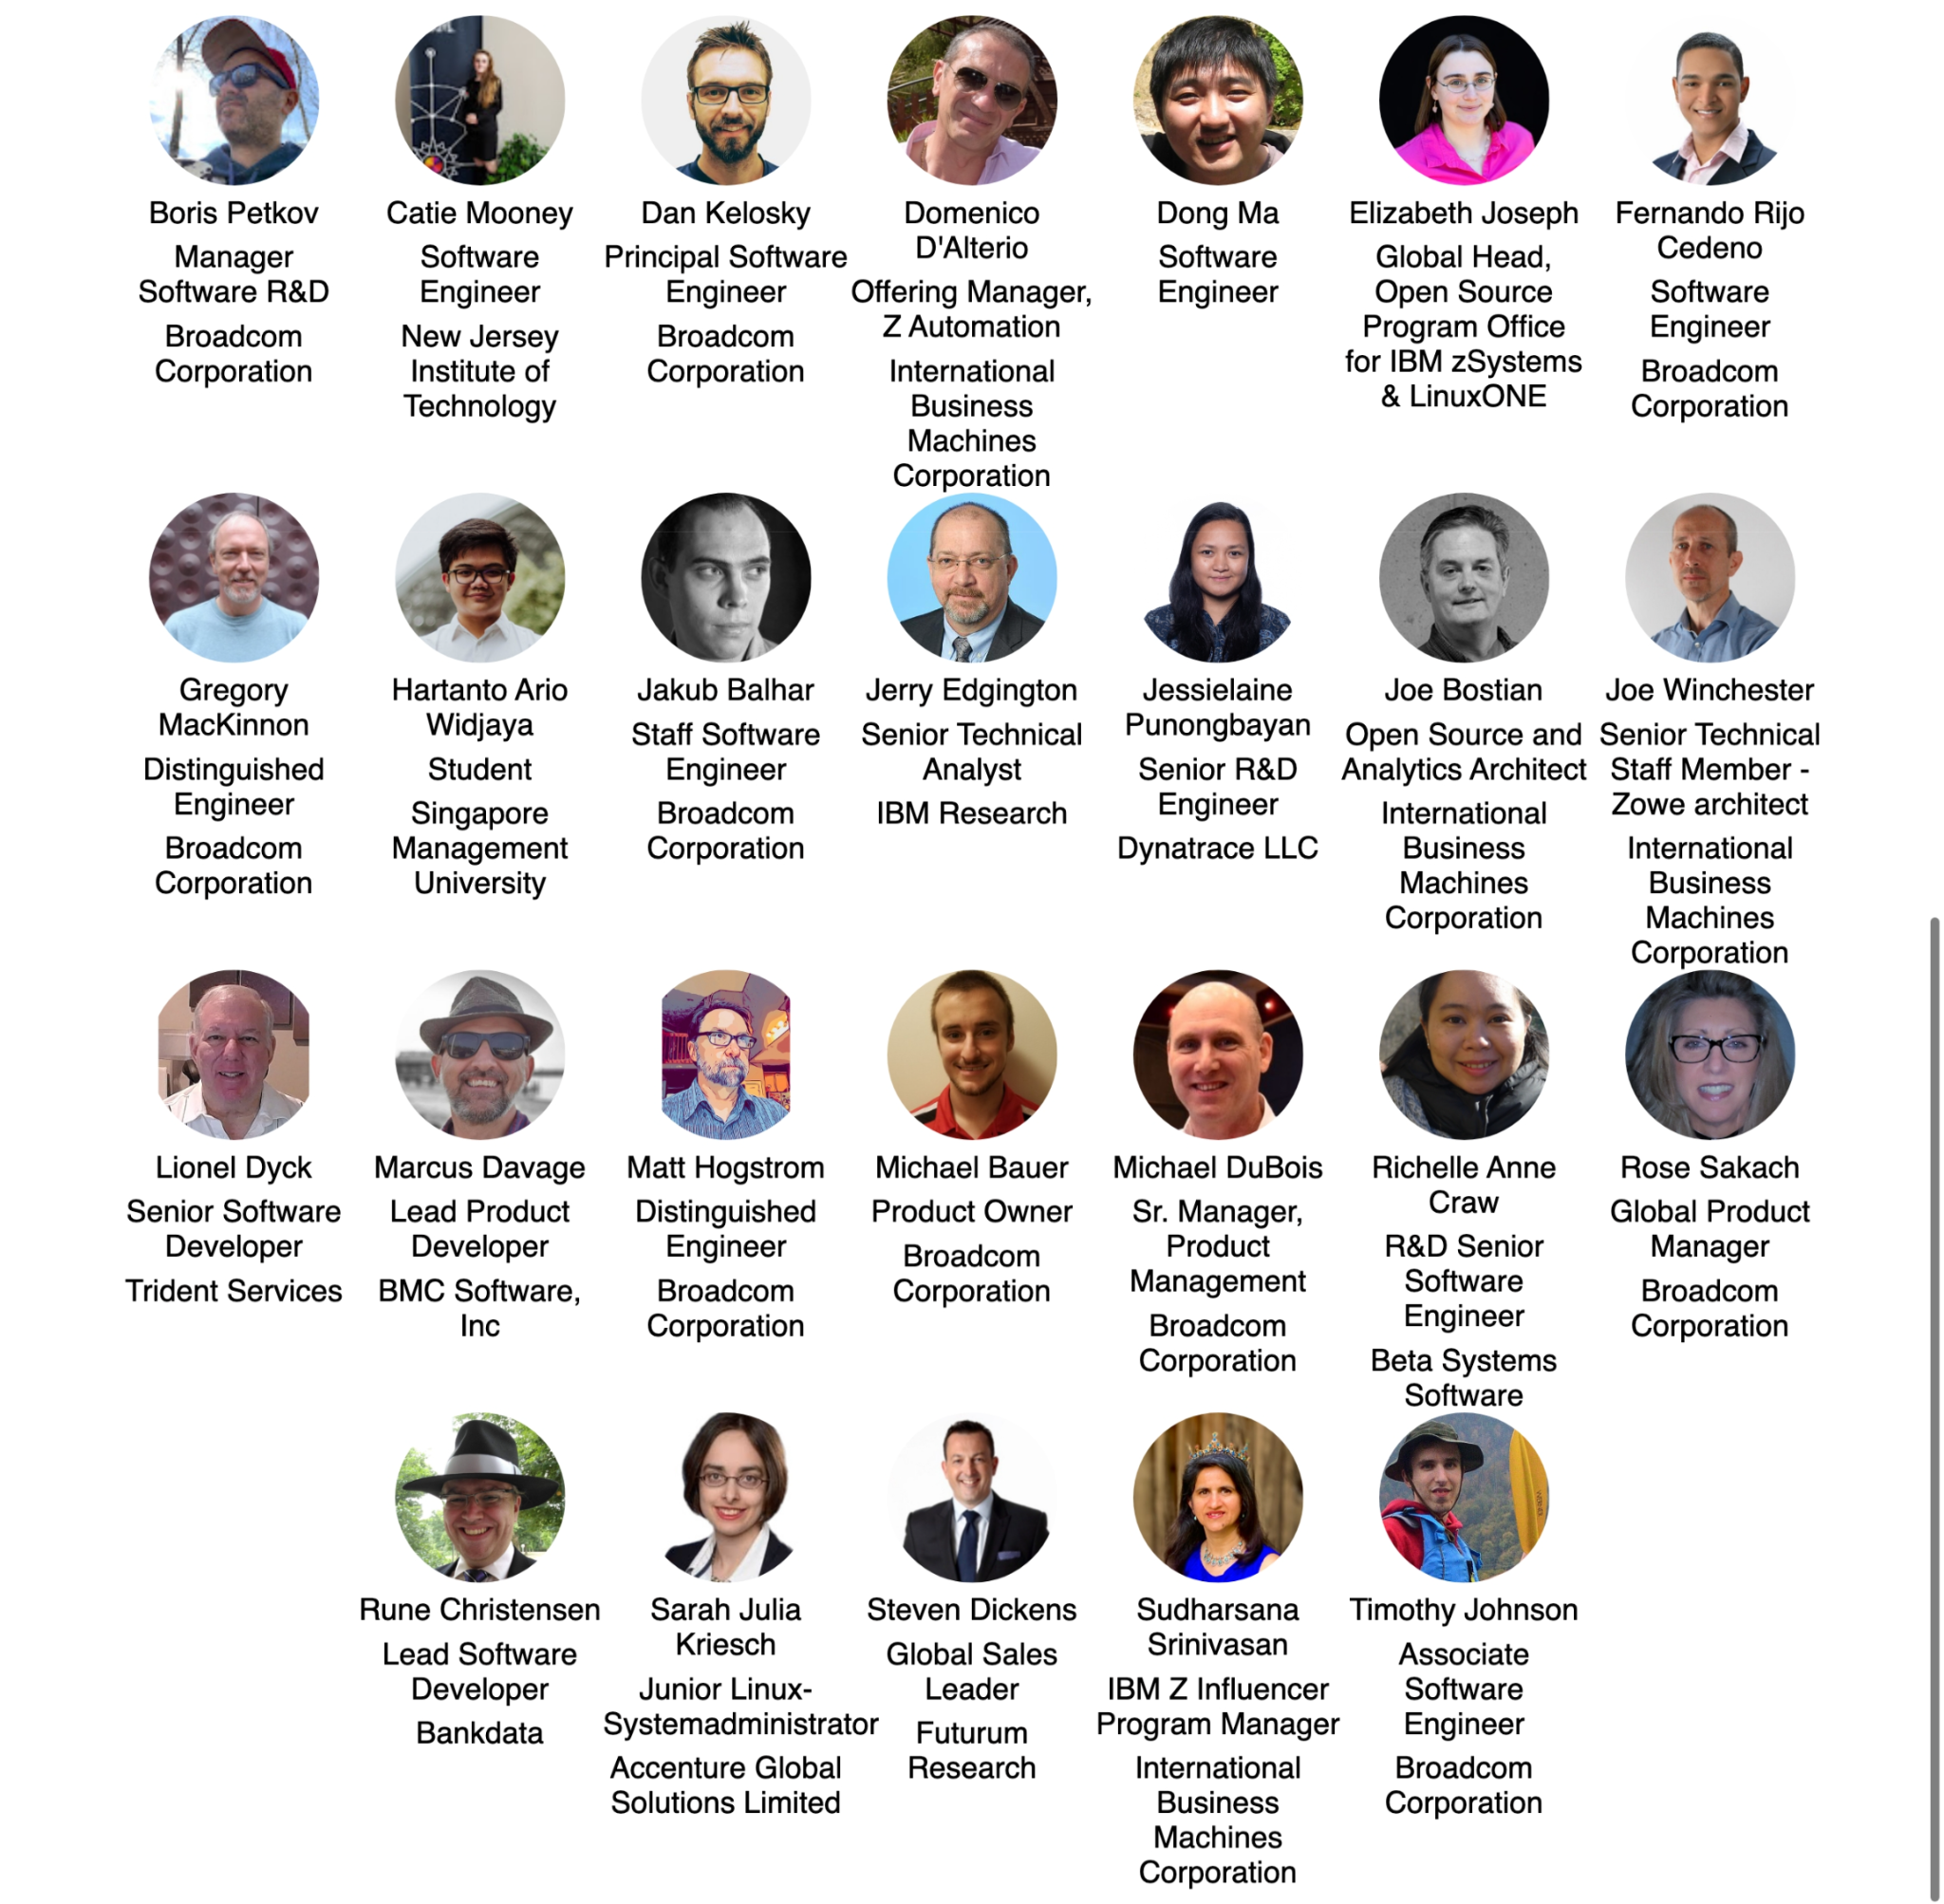 Boris Petkov
Manager
Software R&D
Broadcom
Corporation
Catie Mooney
Software
Engineer
New Jersey
Institute of
Technology
Dan Kelosky
Principal Software
Engineer
Broadcom
Corporation
Domenico
D'Alterio
Offering Manager,
Z Automation
International
Business
Machines
Corporation
Dong Ma
Software
Engineer
Elizabeth Joseph
Global Head,
Open Source
Program Office
for IBM zSystems
& LinuxONE
Fernando Rijo
Cedeno
Software
Engineer
Broadcom
Corporation
Gregory
MacKinnon
Distinguished
Engineer
Broadcom
Corporation
Hartanto Ario
Widjaya
Student
Singapore
Management
University
Jakub Balhar
Staff Software
Engineer
Broadcom
Corporation
Jerry Edgington
Senior Technical
Analyst
IBM Research
Jessielaine
Punongbayan
Senior R&D
Engineer
Dynatrace LLC
Joe Bostian
Open Source and
Analytics Architect
International
Business
Machines
Corporation
Joe Winchester
Senior Technical
Staff Member -
Zowe architect
International
Business
Machines
Corporation
Lionel Dyck
Senior Software
Developer
Trident Services
Marcus Davage
Lead Product
Developer
BMC Software,
Inc
Matt Hogstrom
Distinguished
Engineer
Broadcom
Corporation
Michael Bauer
Product Owner
Broadcom
Corporation
Michael DuBois
Sr. Manager,
Product
Management
Broadcom
Corporation
Richelle Anne
Craw
R&D Senior
Software
Engineer
Beta Systems
Software
Rose Sakach
Global Product
Manager
Broadcom
Corporation
Rune Christensen
Lead Software
Developer
Bankdata
Sarah Julia
Kriesch
Junior Linux-
Systemadministrator
Accenture Global
Solutions Limited
Steven Dickens
Global Sales
Leader
Futurum
Research
Sudharsana
Srinivasan
IBM Z Influencer
Program Manager
International
Business
Machines
Corporation
Timothy Johnson
Associate
Software
Engineer
Broadcom
Corporation